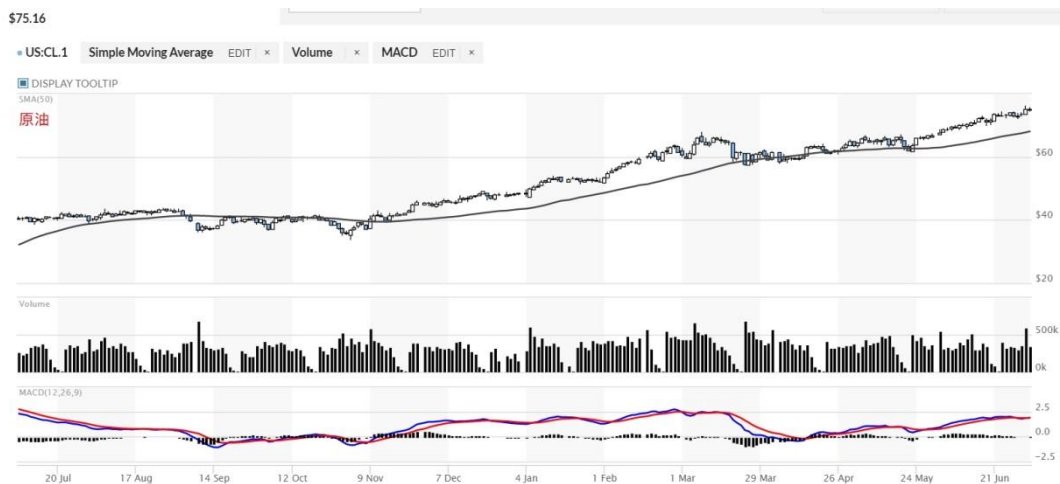 $75.16
US:CL.1 Simple Moving Average EDIT × Volume × MACD EDIT ×
DISPLAY TOOLTIP
SMA(50)
原油
$60
$40
$20
Volume
500k
0k
MACD(12,26,9)
2.5
0.0
−2.5
20 Jul 17 Aug 14 Sep 12 Oct 9 Nov 7 Dec 4 Jan 1 Feb 1 Mar 29 Mar 26 Apr 24 May 21 Jun